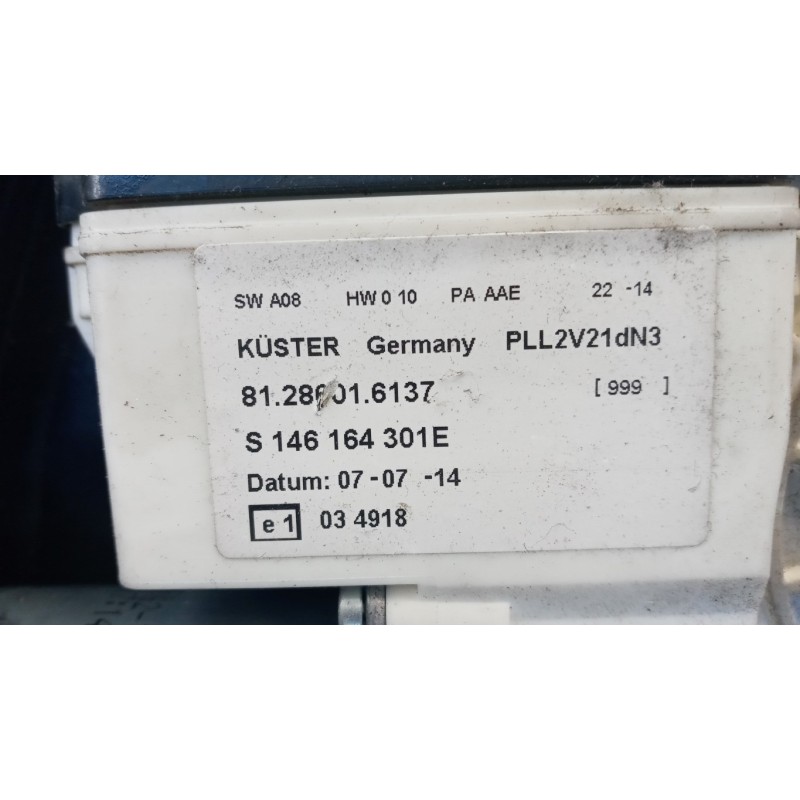 SW A08 HW 0 10 PA AAE 22 -14
KÜSTER Germany PLL2V21dN3
81.28601.6137 [ 999 ]
S 146 164 301E
Datum: 07-07 -14
e 1 03 4918